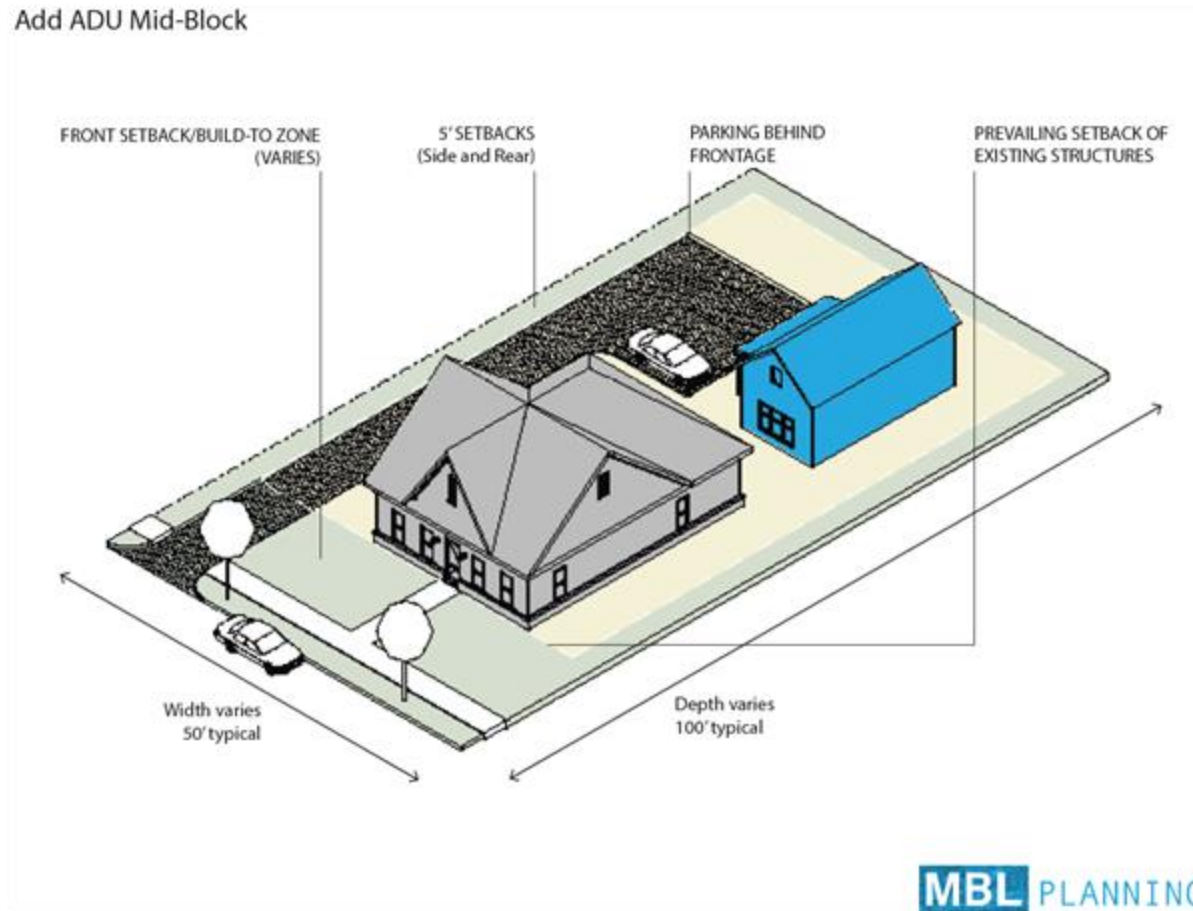 Add ADU Mid-Block
FRONT SETBACK/BUILD-TO ZONE
(VARIES)
5' SETBACKS
(Side and Rear)
PARKING BEHIND
FRONTAGE
PREVAILING SETBACK OF
EXISTING STRUCTURES
Width varies
50' typical
Depth varies
100' typical
MBL PLANNING